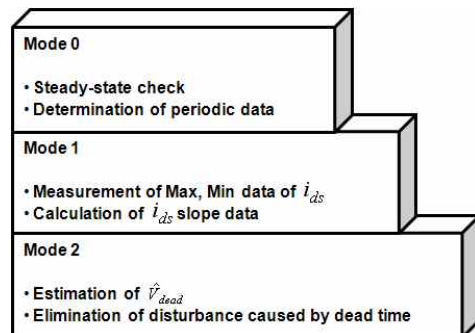 Mode 0
• Steady-state check
• Determination of periodic data
Mode 1
• Measurement of Max, Min data of i_ds
• Calculation of i_ds slope data
Mode 2
• Estimation of v̂_dead
• Elimination of disturbance caused by dead time